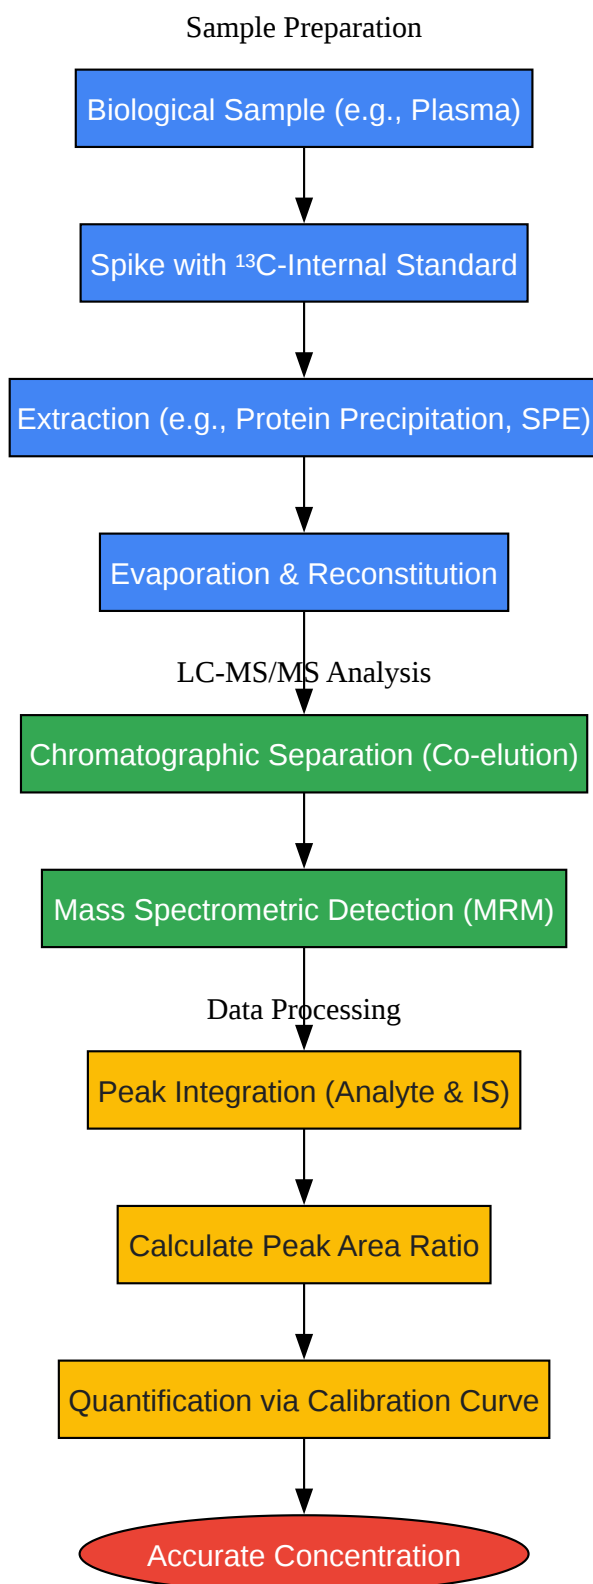 Sample Preparation
Biological Sample (e.g., Plasma)
Spike with ¹³C-Internal Standard
Extraction (e.g., Protein Precipitation, SPE)
Evaporation & Reconstitution
LC-MS/MS Analysis
Chromatographic Separation (Co-elution)
Mass Spectrometric Detection (MRM)
Data Processing
Peak Integration (Analyte & IS)
Calculate Peak Area Ratio
Quantification via Calibration Curve
Accurate Concentration